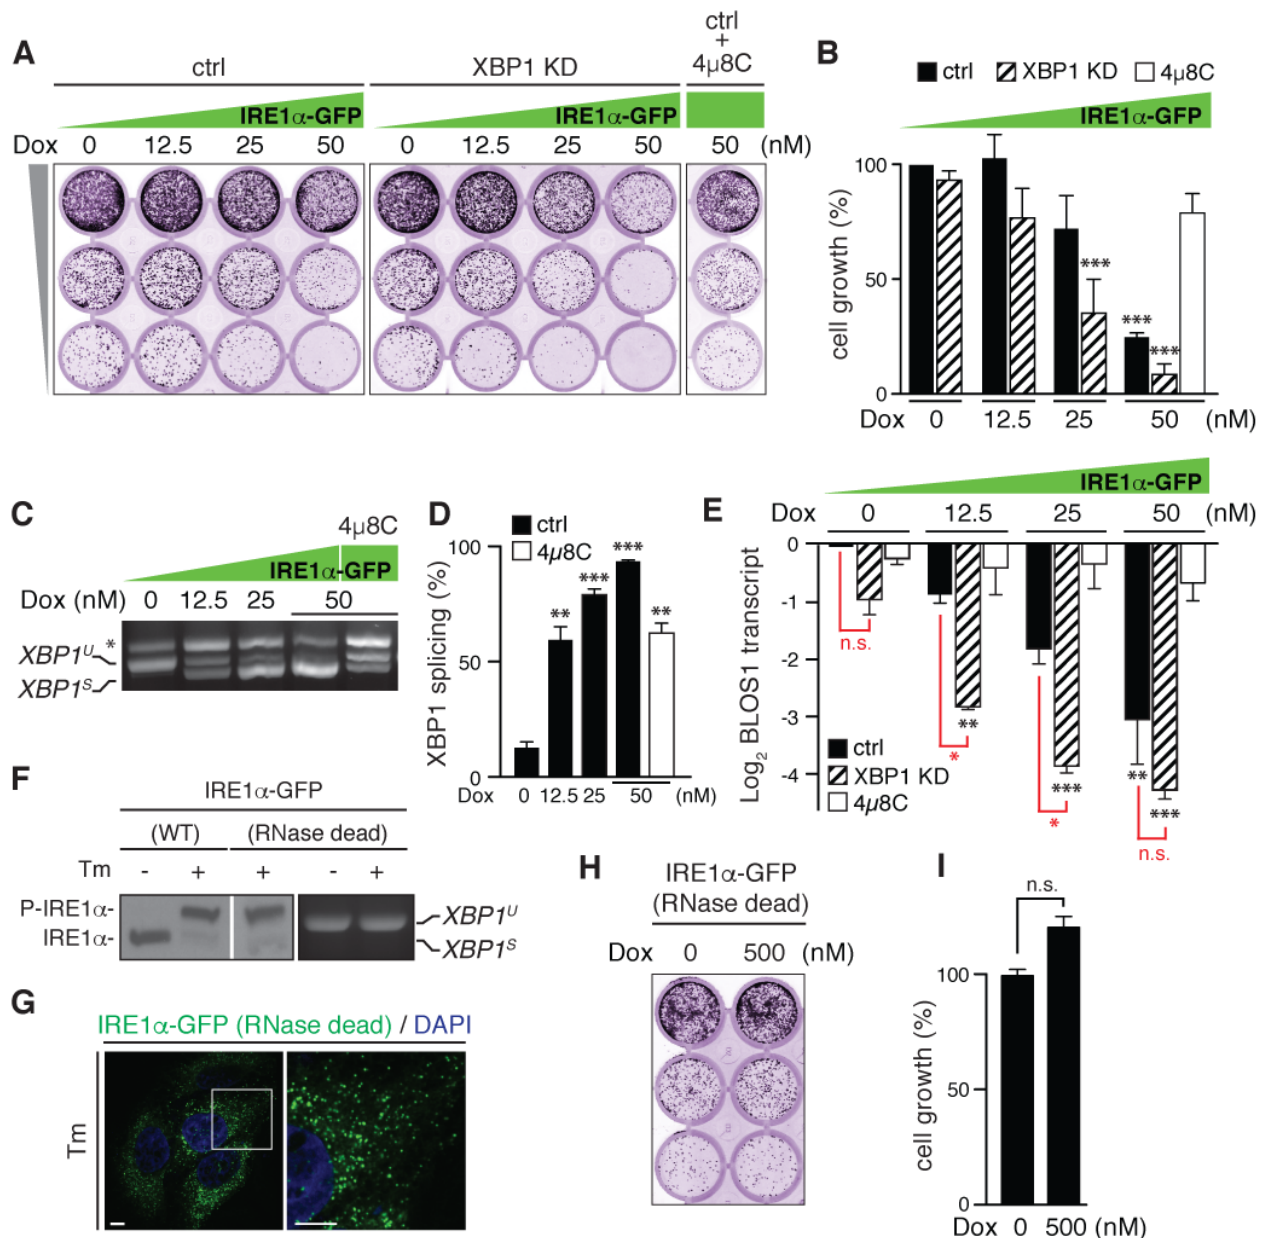 A
ctrl
XBP1 KD
ctrl
+
4µ8C
IRE1α-GFP
IRE1α-GFP
Dox 0 12.5 25 50 0 12.5 25 50 50 (nM)
B
ctrl XBP1 KD 4µ8C
IRE1α-GFP
cell growth (%)
100
50
0
***
***
***
Dox 0 12.5 25 50 (nM)
C
4µ8C
IRE1α-GFP
Dox (nM) 0 12.5 25 50
*
XBP1U
XBP1S
D
ctrl
4µ8C
XBP1 splicing (%)
100
50
0
**
***
***
**
Dox 0 12.5 25 50 (nM)
E
IRE1α-GFP
Dox 0 12.5 25 50 (nM)
Log2 BLOS1 transcript
0
-1
-2
-3
-4
n.s.
**
*
***
*
**
***
n.s.
ctrl
XBP1 KD
4µ8C
F
IRE1α-GFP
(WT) (RNase dead)
Tm - + + - +
P-IRE1α-
IRE1α-
XBP1U
XBP1S
G
IRE1α-GFP (RNase dead) / DAPI
Tm
H
IRE1α-GFP
(RNase dead)
Dox 0 500 (nM)
I
n.s.
cell growth (%)
100
50
0
Dox 0 500 (nM)